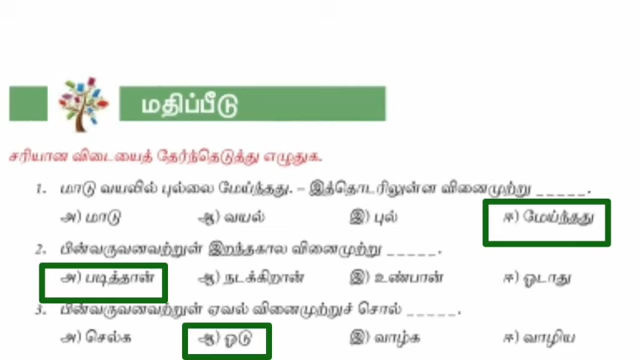 மதிப்பீடு
சரியான விடையைத் தேர்ந்தெடுத்து எழுதுக.
1. மாடு வயலில் புல்லை மேய்ந்தது. – இத்தொடரிலுள்ள வினைமுற்று _____.
அ) மாடு ஆ) வயல் இ) புல் ஈ) மேய்ந்தது
2. பின்வருவனவற்றுள் இறந்தகால வினைமுற்று _____.
அ) படித்தான் ஆ) நடக்கிறான் இ) உண்பான் ஈ) ஓடாது
3. பின்வருவனவற்றுள் ஏவல் வினைமுற்றுச் சொல் _____.
அ) செல்க ஆ) ஓடு இ) வாழ்க ஈ) வாழிய